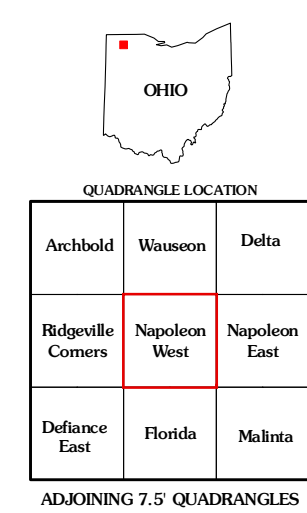 OHIO
QUADRANGLE LOCATION
Archbold Wauseon Delta
Ridgeville Corners Napoleon West Napoleon East
Defiance East Florida Malinta
ADJOINING 7.5' QUADRANGLES